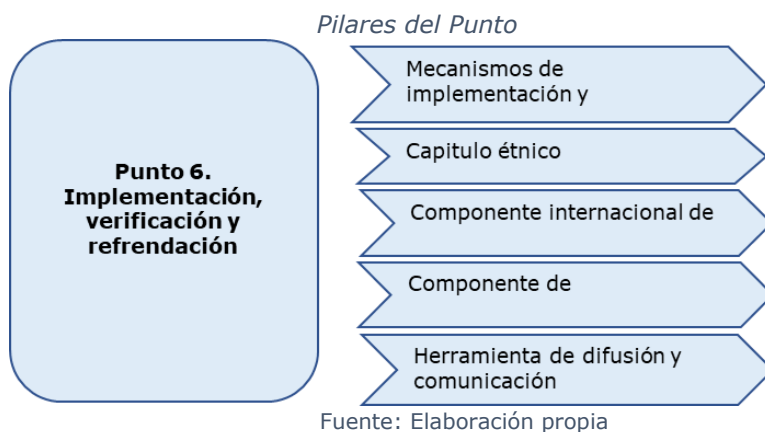 Pilares del Punto
Punto 6.
Implementación,
verificación y
refrendación
Mecanismos de
implementación y
Capitulo étnico
Componente internacional de
Componente de
Herramienta de difusión y
comunicación
Fuente: Elaboración propia